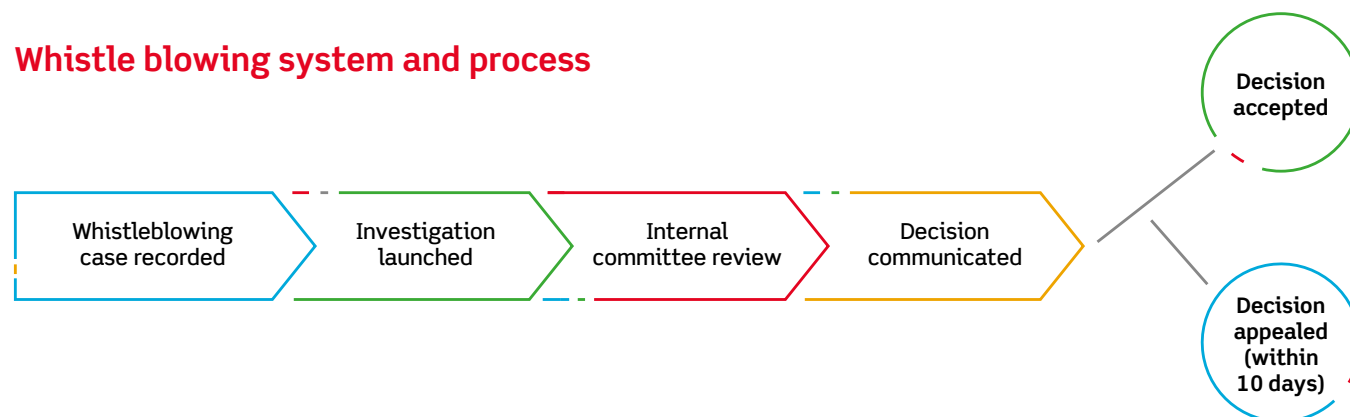 Whistle blowing system and process
Whistleblowing
case recorded
Investigation
launched
Internal
committee review
Decision
communicated
Decision
accepted
Decision
appealed
(within
10 days)